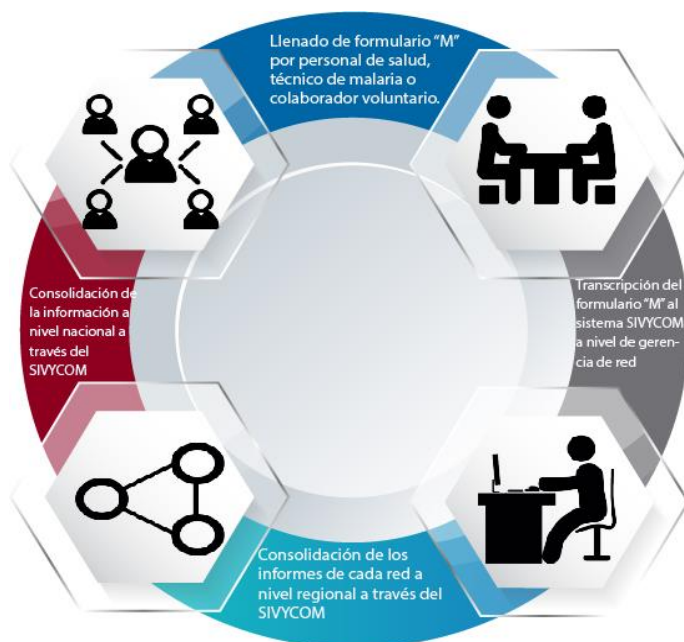 Llenado de formulario "M"
por personal de salud,
técnico de malaria o
colaborador voluntario.
Transcripción del
formulario "M" al
sistema SIVYCOM
a nivel de geren-
cia de red
Consolidación de los
informes de cada red a
nivel regional a través del
SIVYCOM
Consolidación de
la información a
nivel nacional a
través del
SIVYCOM